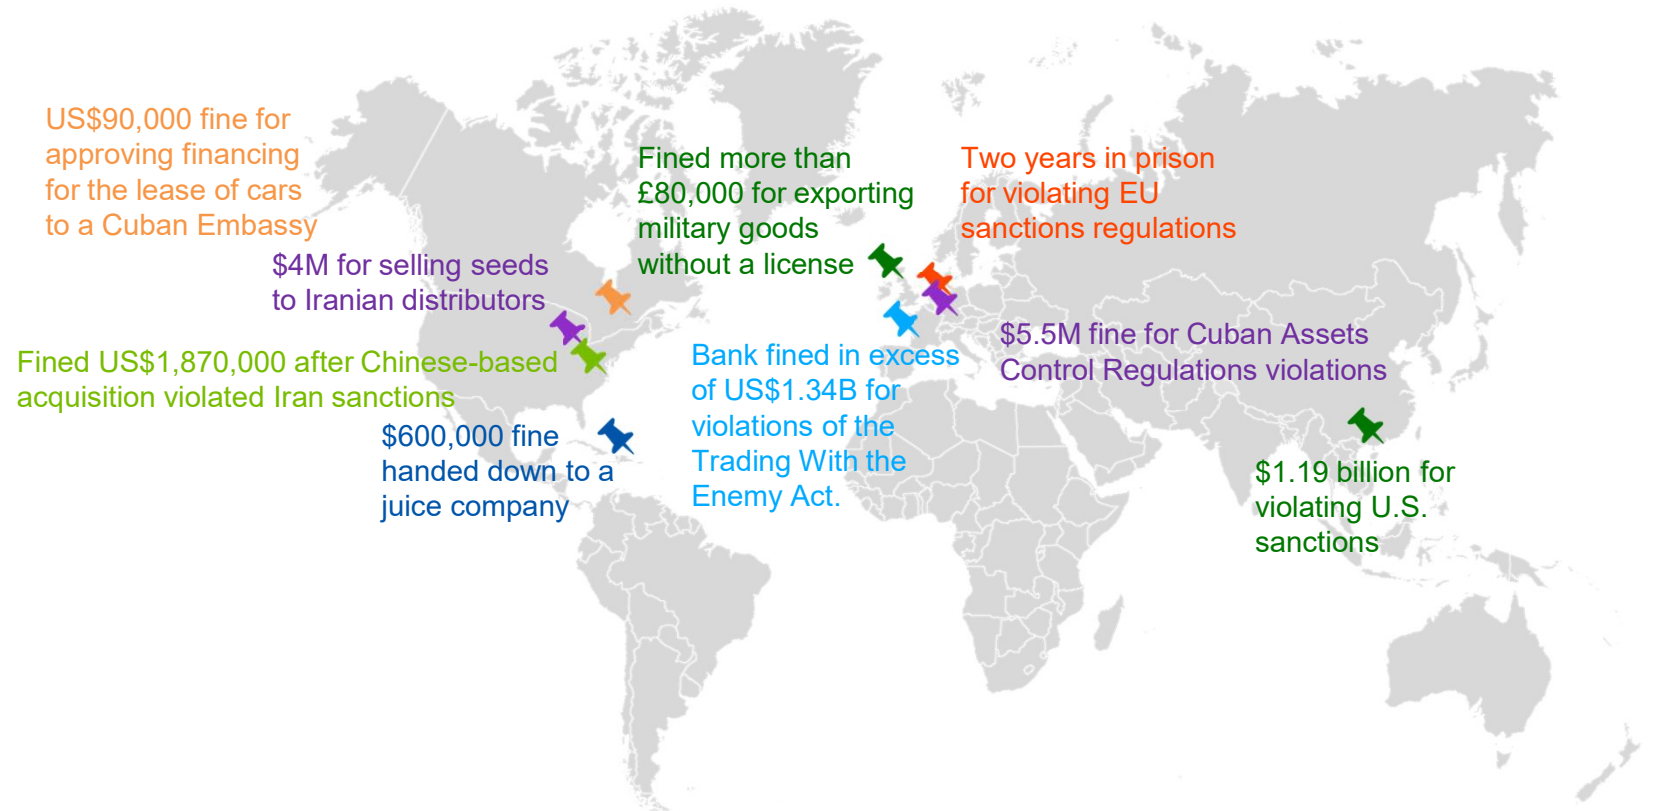 US$90,000 fine for
approving financing
for the lease of cars
to a Cuban Embassy
$4M for selling seeds
to Iranian distributors
Fined US$1,870,000 after Chinese-based
acquisition violated Iran sanctions
$600,000 fine
handed down to a
juice company
Fined more than
£80,000 for exporting
military goods
without a license
Bank fined in excess
of US$1.34B for
violations of the
Trading With the
Enemy Act.
Two years in prison
for violating EU
sanctions regulations
$5.5M fine for Cuban Assets
Control Regulations violations
$1.19 billion for
violating U.S.
sanctions